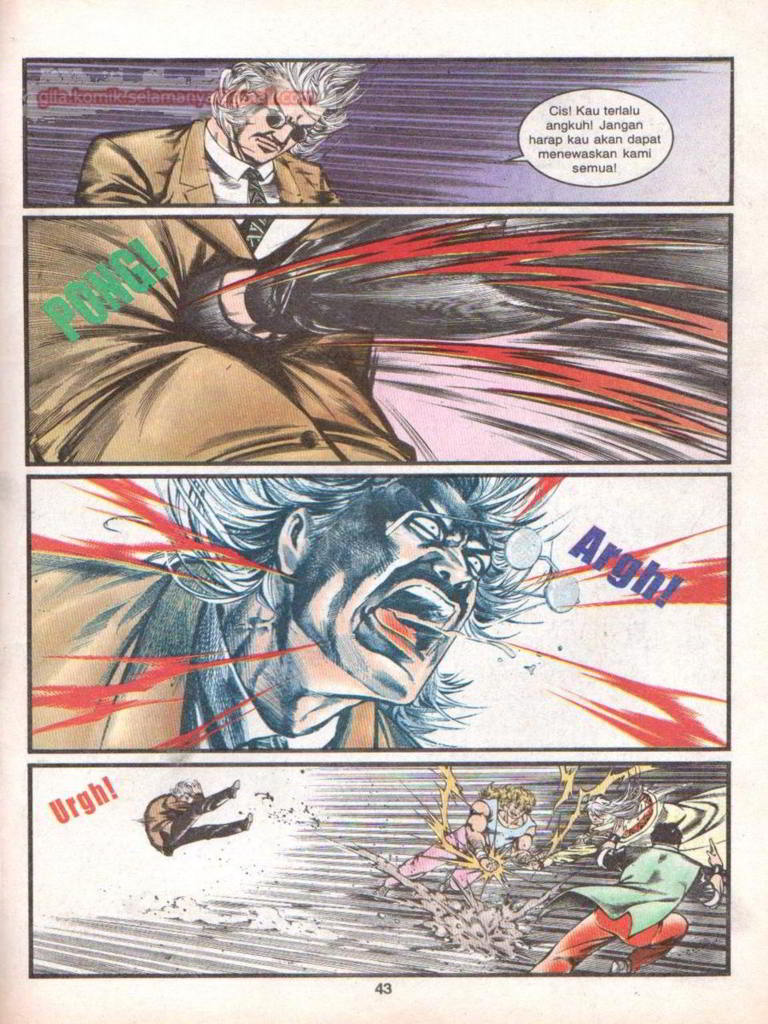 Cis! Kau terlalu
angkuh! Jangan
harap kau akan dapat
menewaskan kami
semua!
PONG!
Argh!
Urgh!
43